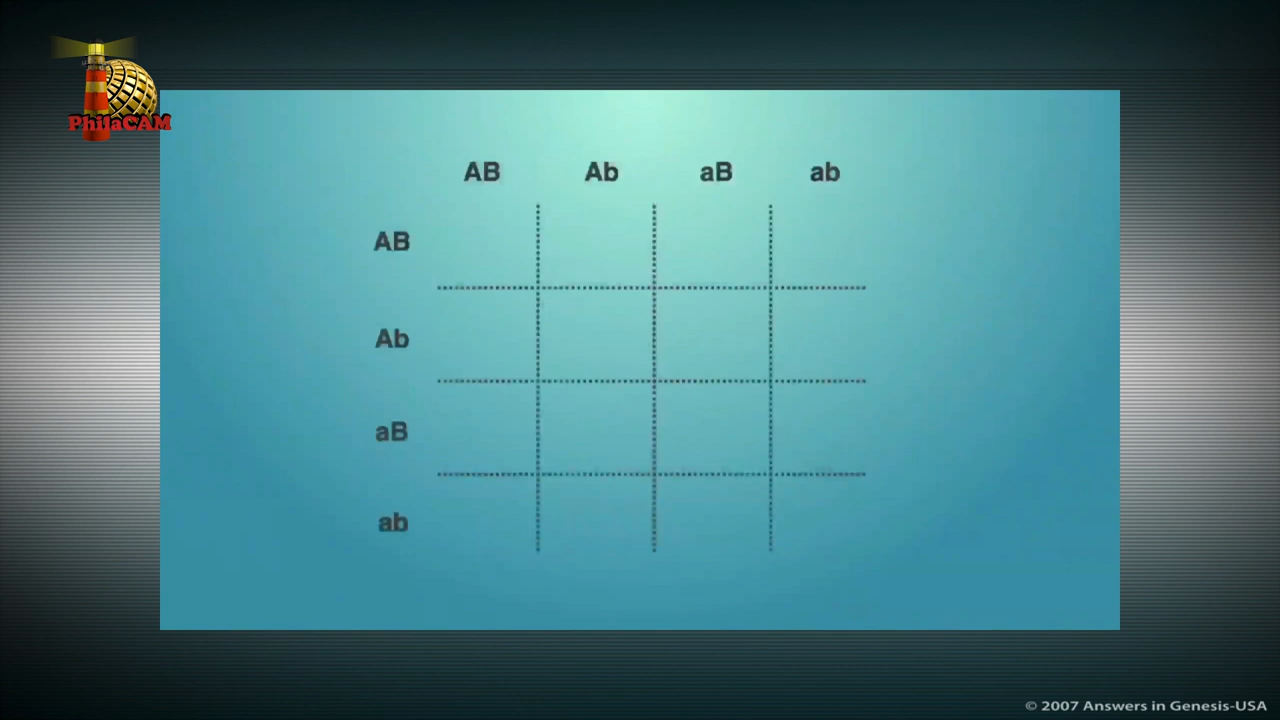 PhilaCAM
AB Ab aB ab
AB
Ab
aB
ab
© 2007 Answers in Genesis-USA